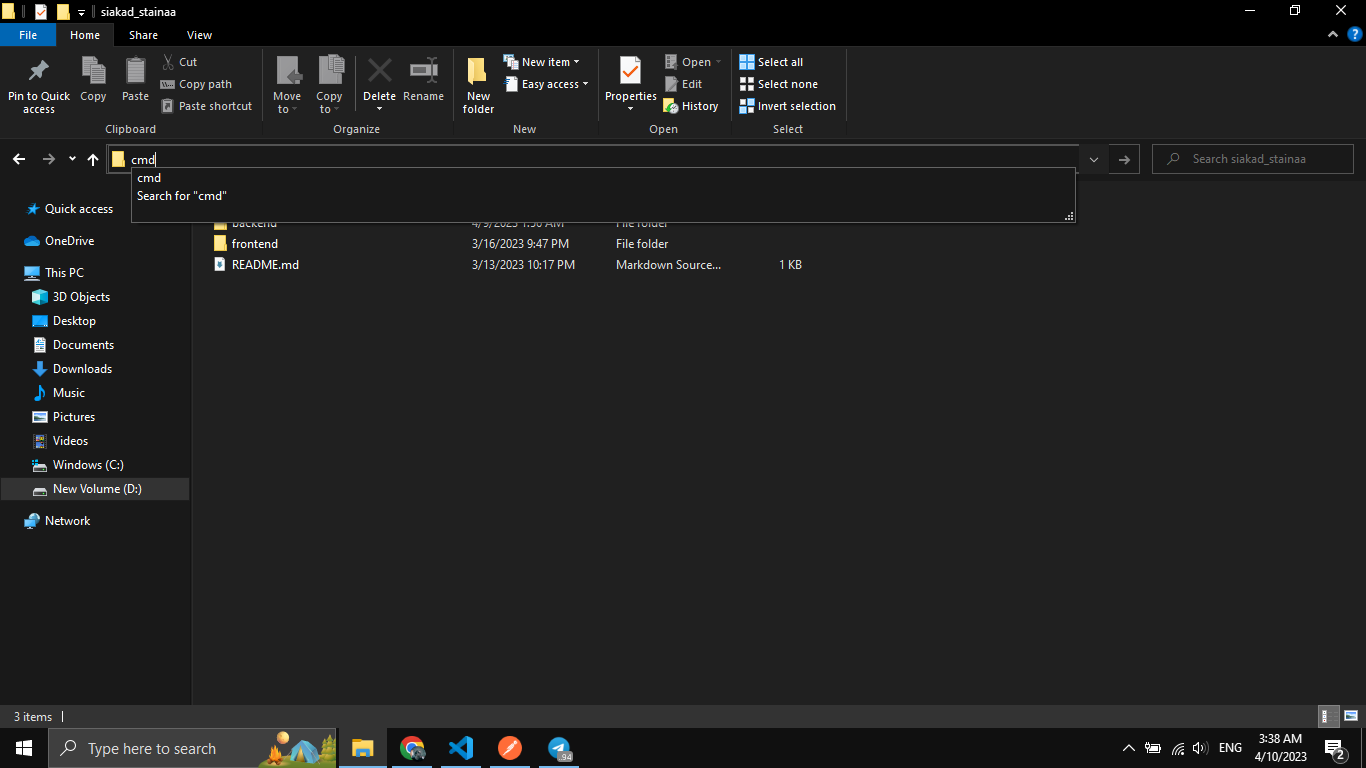 siakad_stainaa
File Home Share View
Pin to Quick access
Copy
Paste
Cut
Copy path
Paste shortcut
Clipboard
Move to
Copy to
Delete
Rename
Organize
New folder
New item
Easy access
New
Properties
Open
Edit
History
Open
Select all
Select none
Invert selection
Select
cmd
Search siakad_stainaa
cmd
Search for "cmd"
backend 4/9/2023 1:50 AM File folder
frontend 3/16/2023 9:47 PM File folder
README.md 3/13/2023 10:17 PM Markdown Source... 1 KB
Quick access
OneDrive
This PC
3D Objects
Desktop
Documents
Downloads
Music
Pictures
Videos
Windows (C:)
New Volume (D:)
Network
3 items
Type here to search
.94
ENG
3:38 AM
4/10/2023
2